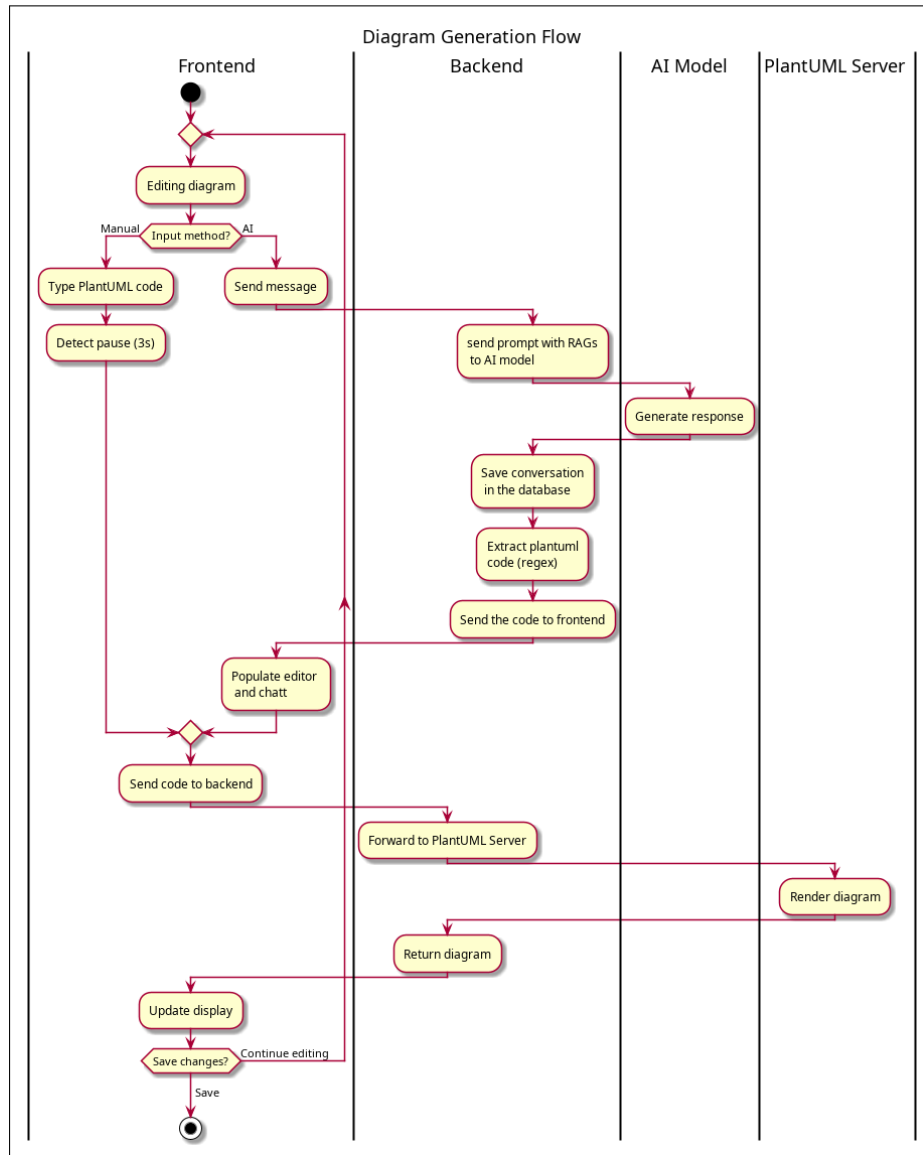 Diagram Generation Flow
Frontend
Backend
AI Model
PlantUML Server
Editing diagram
Manual
Input method?
AI
Type PlantUML code
Send message
Detect pause (3s)
send prompt with RAGs
to AI model
Generate response
Save conversation
in the database
Extract plantuml
code (regex)
Send the code to frontend
Populate editor
and chatt
Send code to backend
Forward to PlantUML Server
Render diagram
Return diagram
Update display
Save changes?
Continue editing
Save